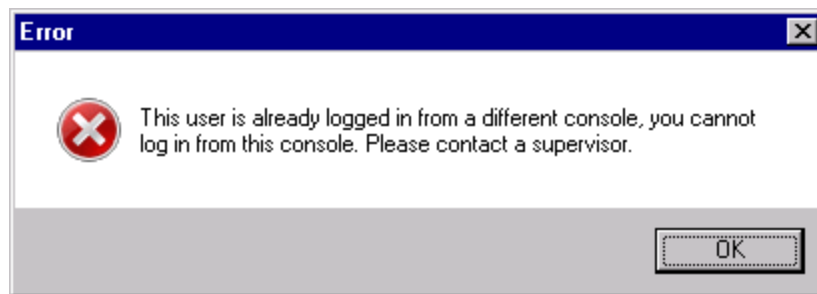 Error
This user is already logged in from a different console, you cannot
log in from this console. Please contact a supervisor.
OK